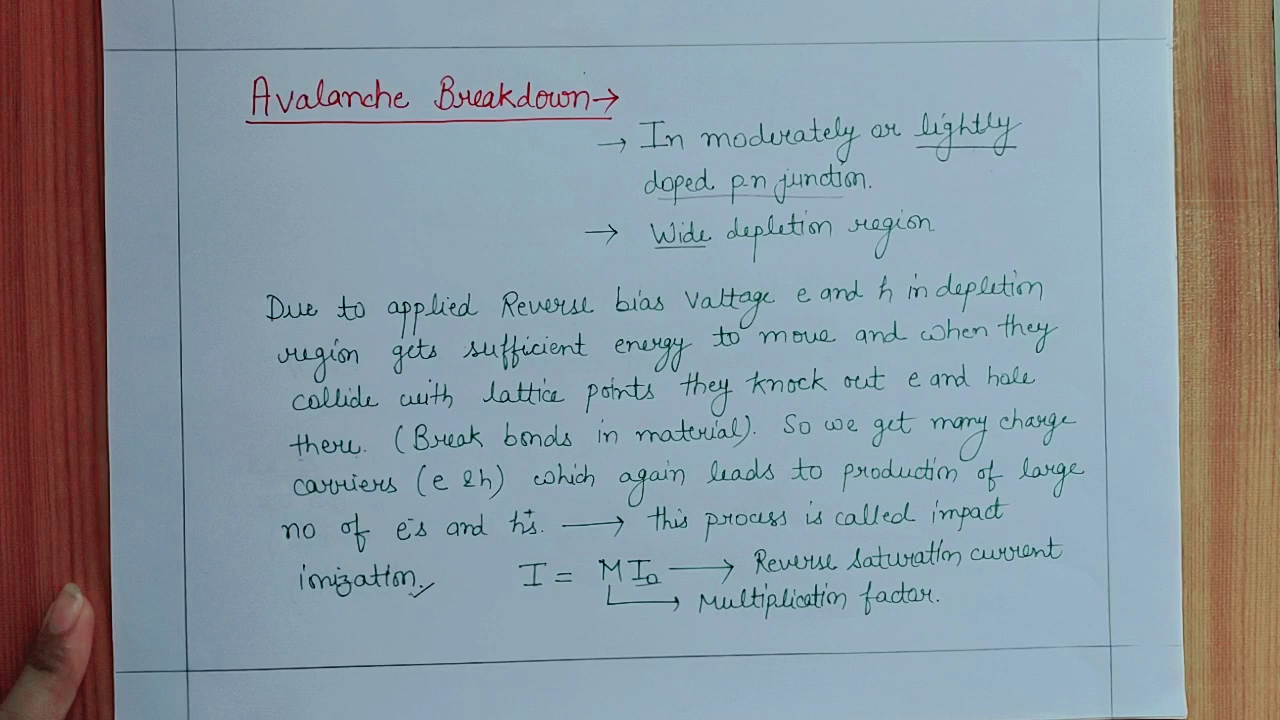 Avalanche Breakdown →
→ In moderately or lightly
doped p-n junction.
→ Wide depletion region
Due to applied Reverse bias Valtage e and h in depletion
region gets sufficient energy to move and when they
collide with lattice points they knock out e and hole
there. (Break bonds in material). So we get many charge
carriers (e & h) which again leads to production of large
no of e⁻s and h⁺s. → this process is called impact
ionization. I = M I₀ → Reverse Saturation current
→ Multiplication factor.